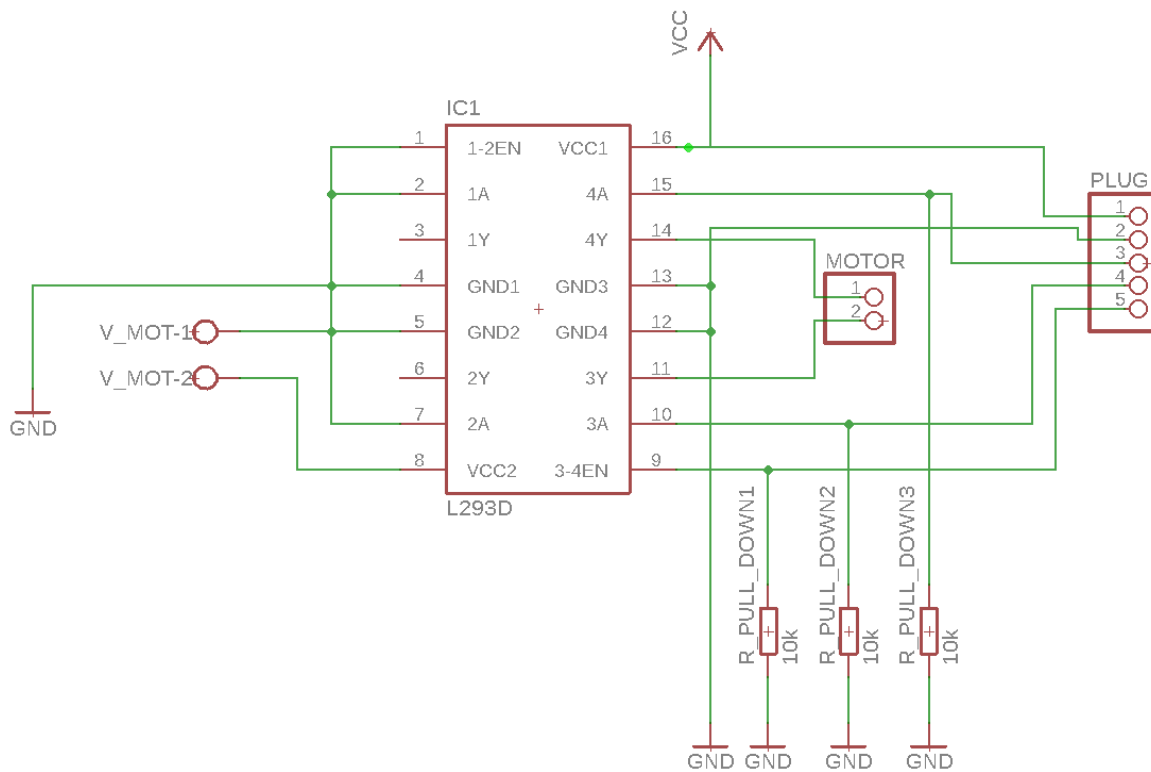 VCC
IC1
1 1-2EN VCC1 16
2 1A 4A 15
3 1Y 4Y 14
4 GND1 GND3 13
5 GND2 GND4 12
6 2Y 3Y 11
7 2A 3A 10
8 VCC2 3-4EN 9
L293D
V_MOT-1
V_MOT-2
GND
MOTOR
1
2
PLUG
1
2
3
4
5
R_PULL_DOWN1
10k
R_PULL_DOWN2
10k
R_PULL_DOWN3
10k
GND
GND
GND
GND